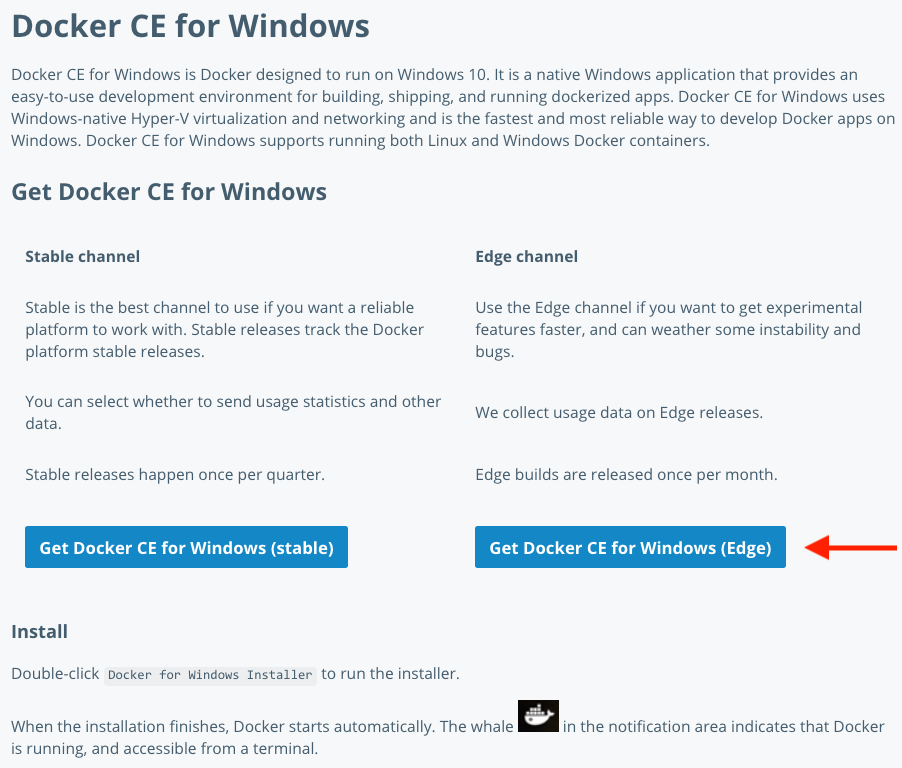 Docker CE for Windows
Docker CE for Windows is Docker designed to run on Windows 10. It is a native Windows application that provides an
easy-to-use development environment for building, shipping, and running dockerized apps. Docker CE for Windows uses
Windows-native Hyper-V virtualization and networking and is the fastest and most reliable way to develop Docker apps on
Windows. Docker CE for Windows supports running both Linux and Windows Docker containers.
Get Docker CE for Windows
Stable channel
Edge channel
Stable is the best channel to use if you want a reliable
platform to work with. Stable releases track the Docker
platform stable releases.
Use the Edge channel if you want to get experimental
features faster, and can weather some instability and
bugs.
You can select whether to send usage statistics and other
data.
We collect usage data on Edge releases.
Stable releases happen once per quarter.
Edge builds are released once per month.
Get Docker CE for Windows (stable)
Get Docker CE for Windows (Edge)
Install
Double-click Docker for Windows Installer to run the installer.
When the installation finishes, Docker starts automatically. The whale in the notification area indicates that Docker
is running, and accessible from a terminal.